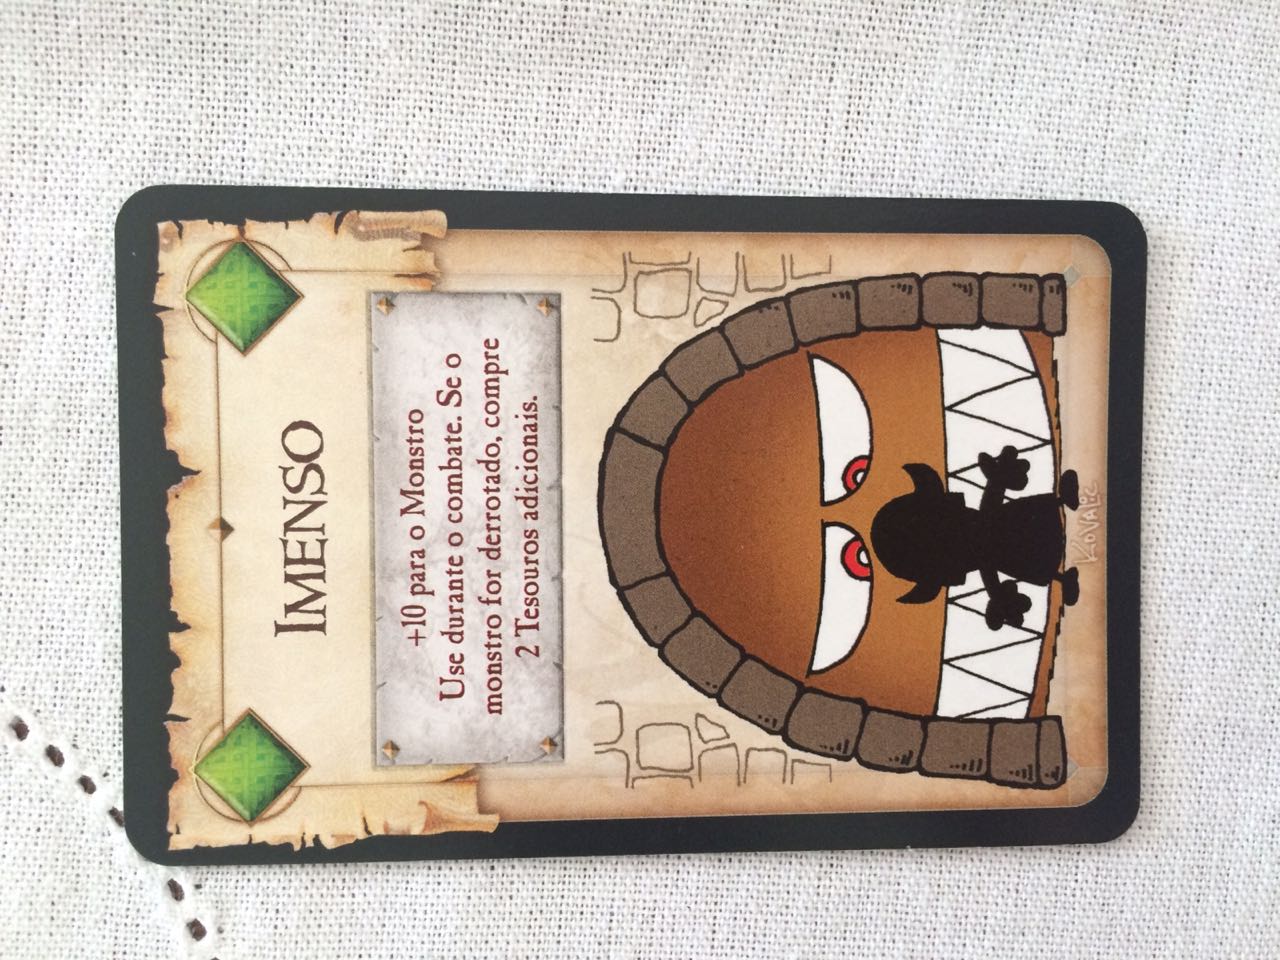 IMENSO
+10 para o Monstro
Use durante o combate. Se o
monstro for derrotado, compre
2 Tesouros adicionais.
KOVALIC